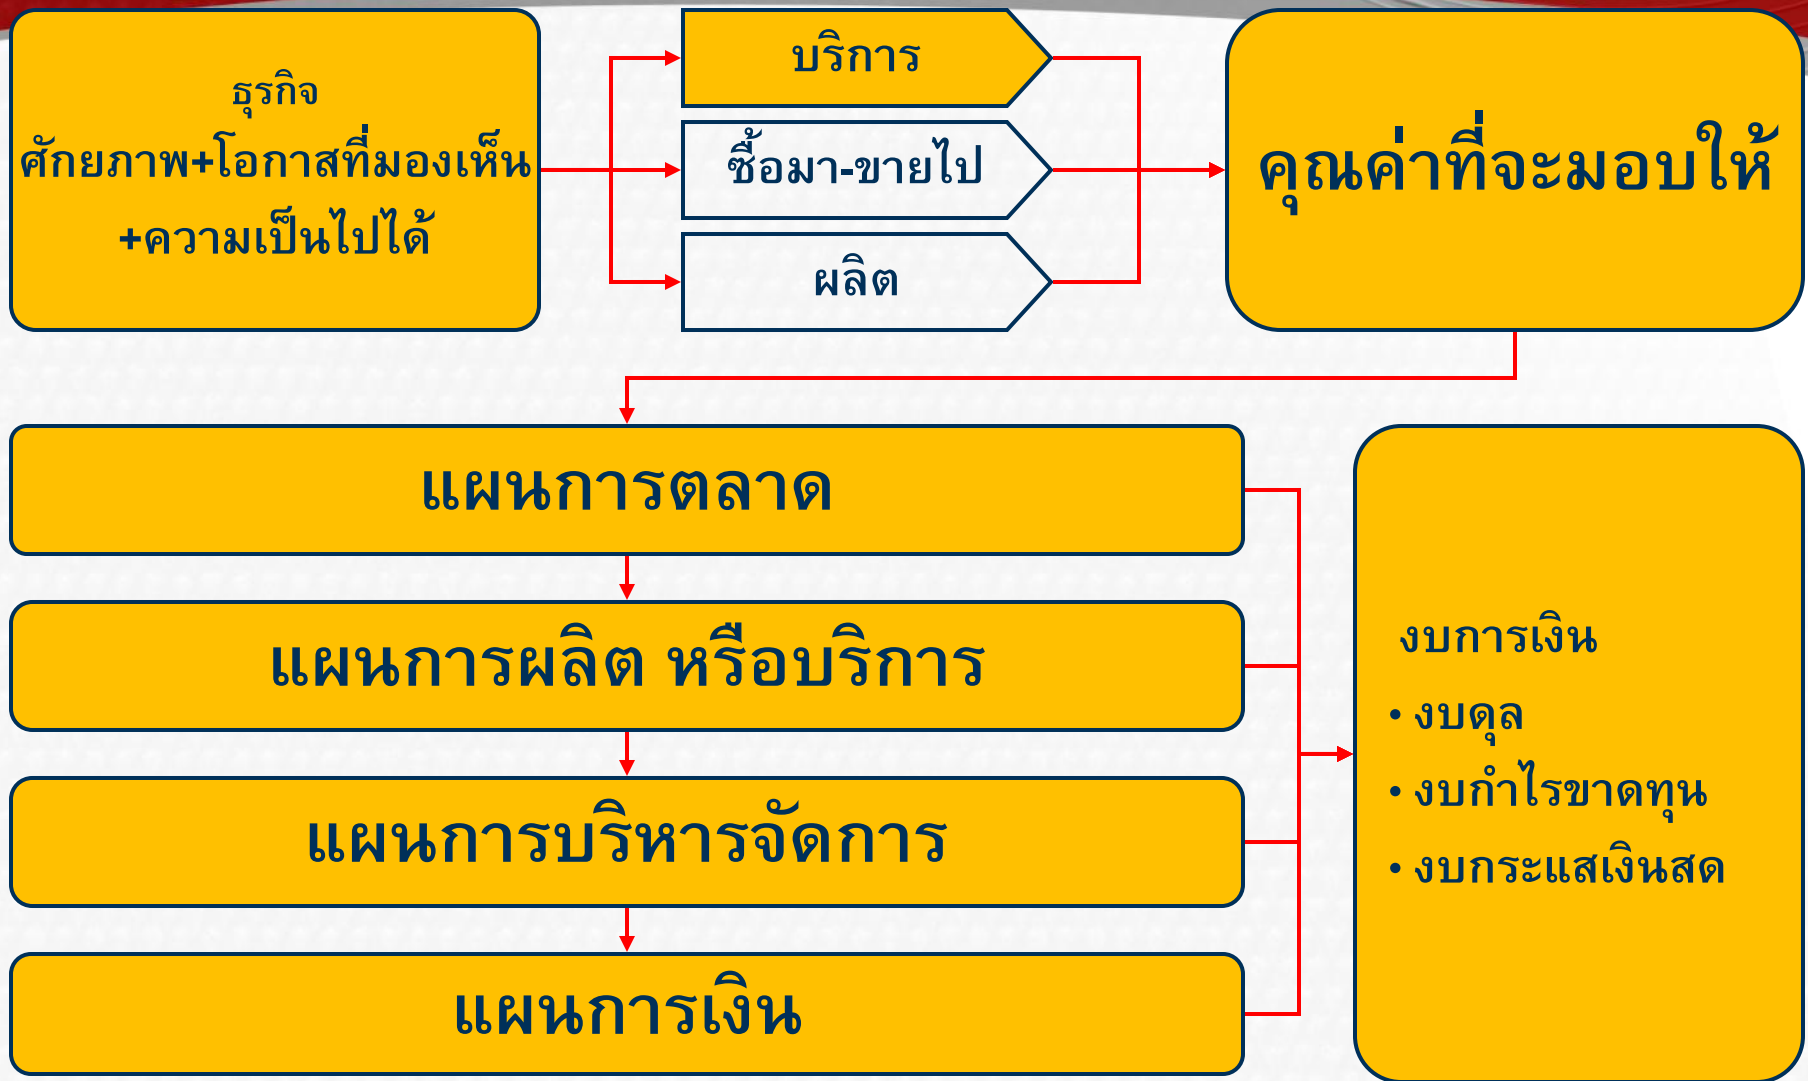 ธุรกิจ
ศักยภาพ+โอกาสที่มองเห็น
+ความเป็นไปได้
บริการ
ซื้อมา-ขายไป
ผลิต
คุณค่าที่จะมอบให้
แผนการตลาด
แผนการผลิต หรือบริการ
แผนการบริหารจัดการ
แผนการเงิน
งบการเงิน
• งบดุล
• งบกำไรขาดทุน
• งบกระแสเงินสด